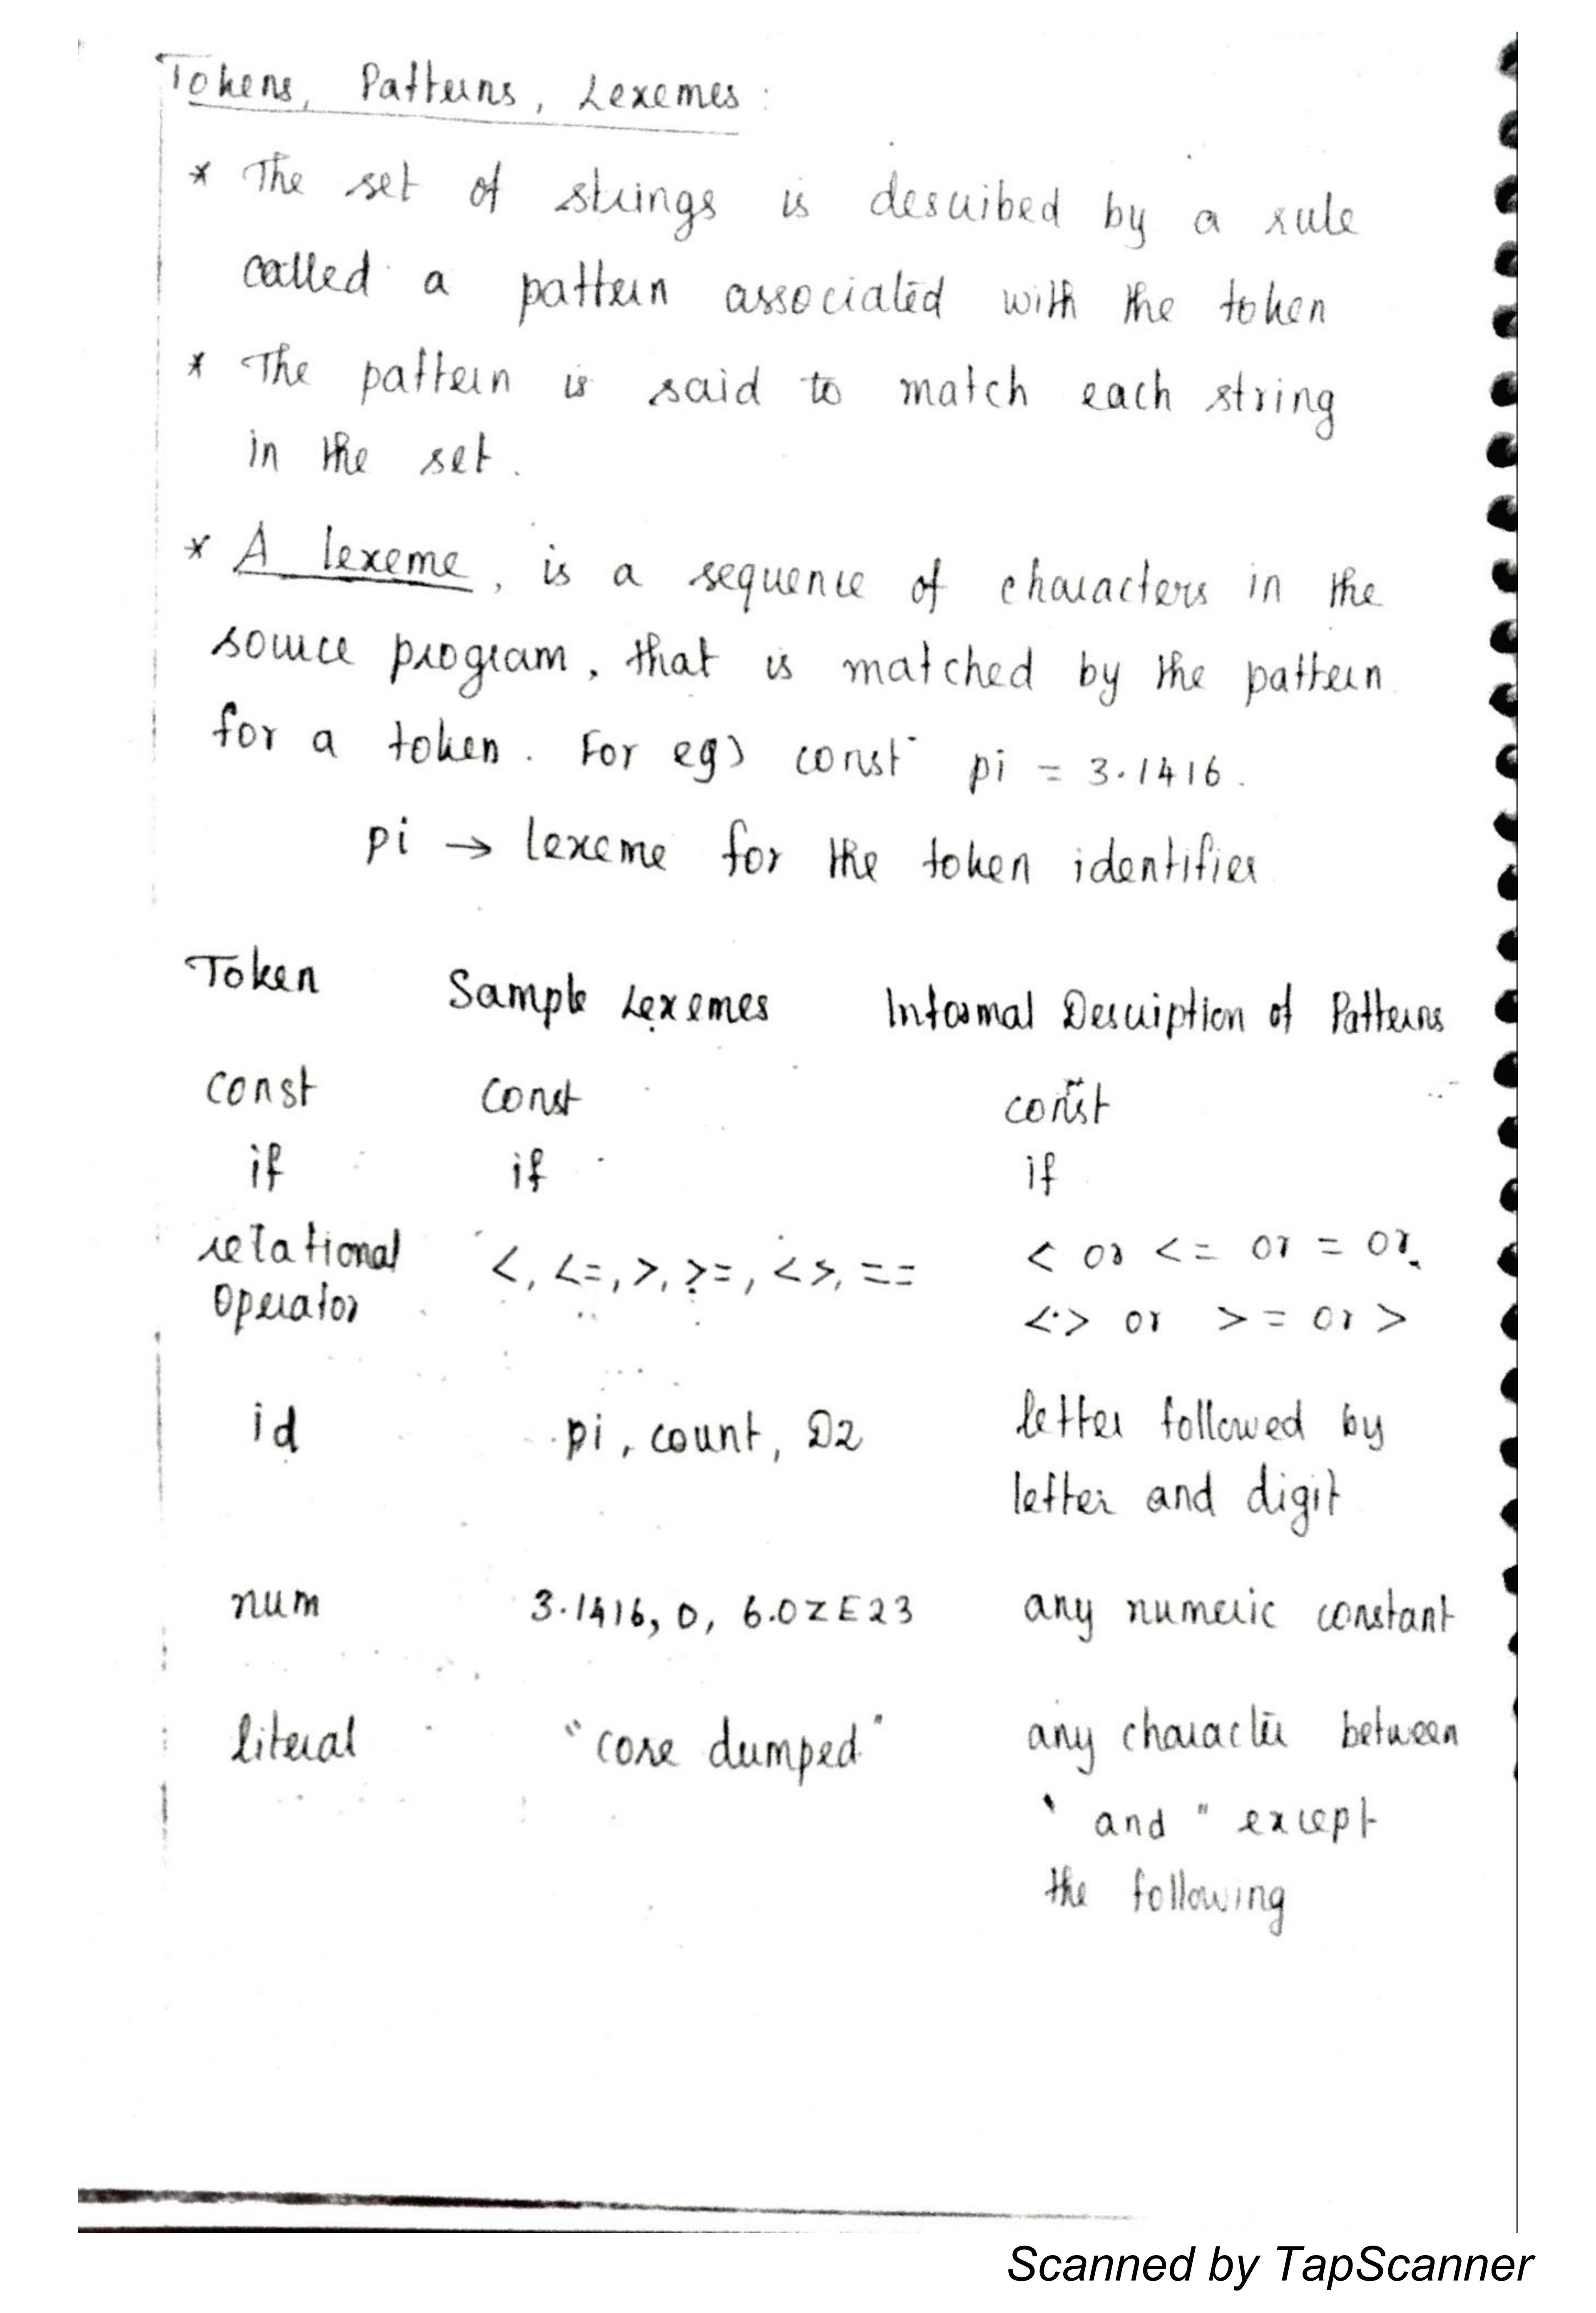 Tokens, Patterns, Lexemes :
* The set of strings is described by a rule
called a pattern associated with the token
* The pattern is said to match each string
in the set.
* A lexeme, is a sequence of characters in the
source program, that is matched by the pattern
for a token. For eg) const pi = 3.1416.
pi → lexeme for the token identifier
Token Sample Lexemes Informal Description of Patterns
const const const
if if if
relational <, <=, >, >=, < >, == < or <= or = or
operator <> or >= or >
id pi, count, D2 letter followed by
letter and digit
num 3.1416, 0, 6.0ZE23 any numeric constant
literal "core dumped" any character between
" and " except
the following
Scanned by TapScanner